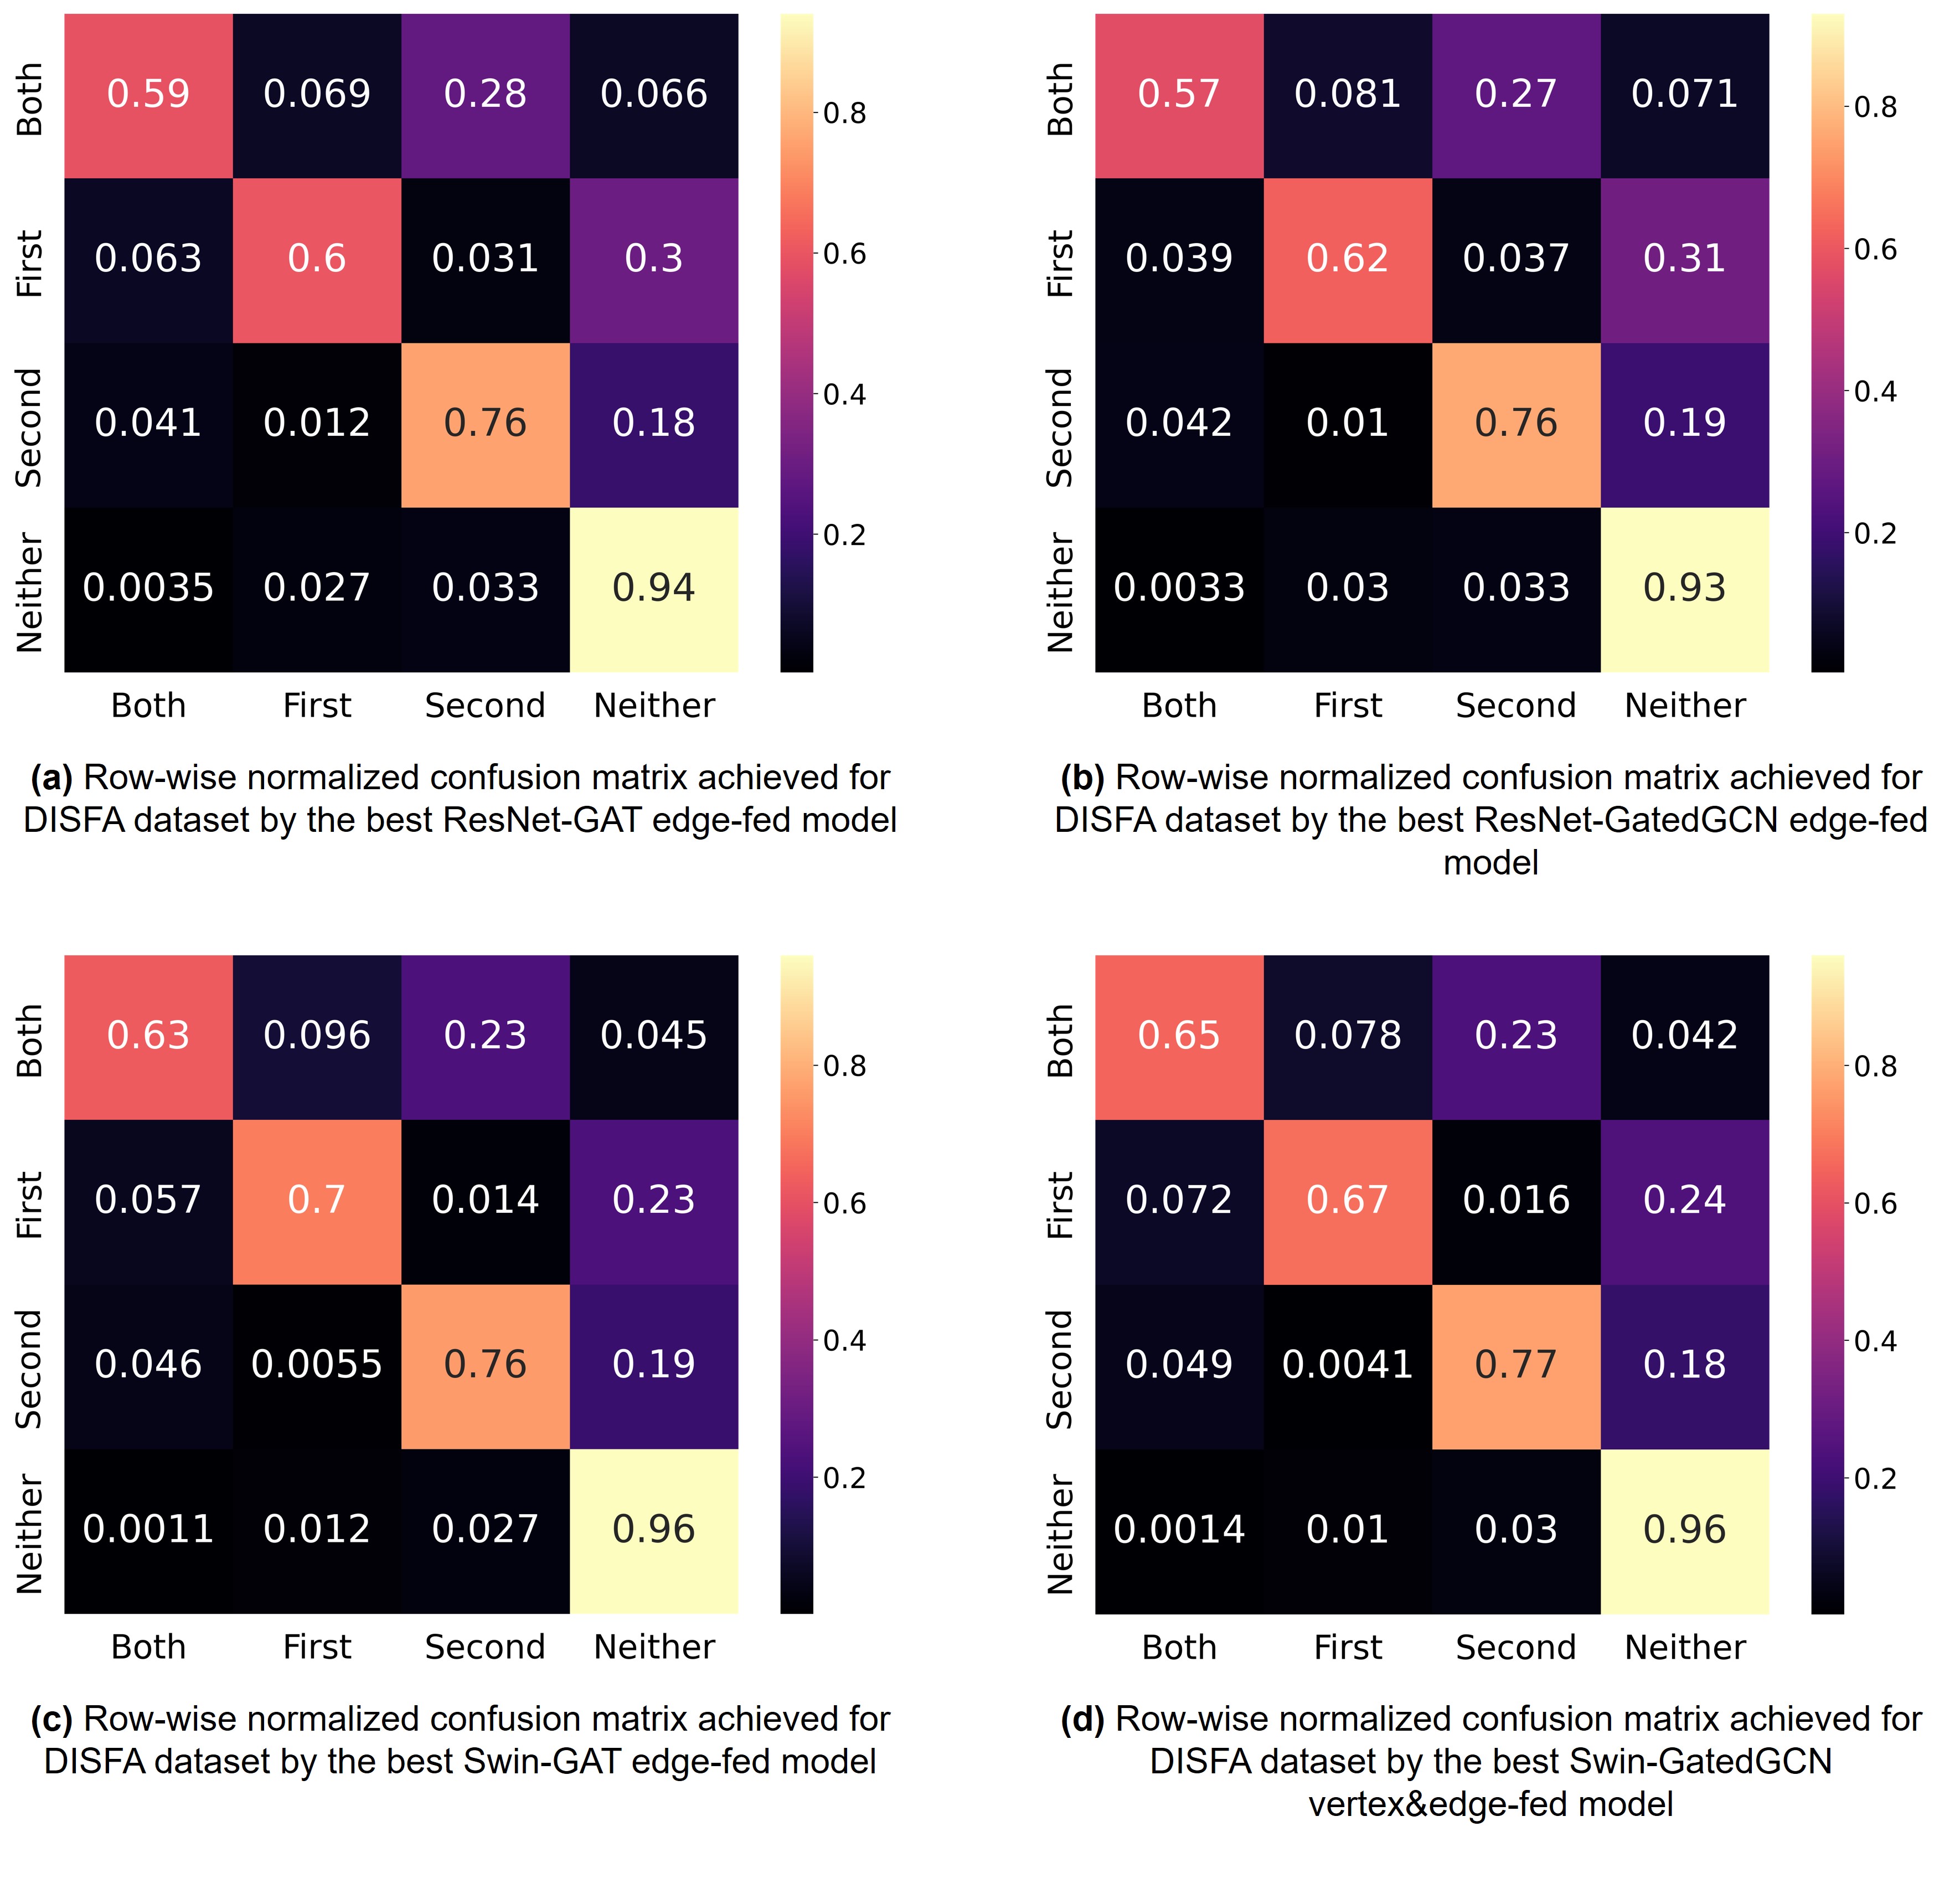 Both 0.59 0.069 0.28 0.066
First 0.063 0.6 0.031 0.3
Second 0.041 0.012 0.76 0.18
Neither 0.0035 0.027 0.033 0.94
Both First Second Neither
0.8
0.6
0.4
0.2
(a) Row-wise normalized confusion matrix achieved for
DISFA dataset by the best ResNet-GAT edge-fed model
Both 0.57 0.081 0.27 0.071
First 0.039 0.62 0.037 0.31
Second 0.042 0.01 0.76 0.19
Neither 0.0033 0.03 0.033 0.93
Both First Second Neither
0.8
0.6
0.4
0.2
(b) Row-wise normalized confusion matrix achieved for
DISFA dataset by the best ResNet-GatedGCN edge-fed
model
Both 0.63 0.096 0.23 0.045
First 0.057 0.7 0.014 0.23
Second 0.046 0.0055 0.76 0.19
Neither 0.0011 0.012 0.027 0.96
Both First Second Neither
0.8
0.6
0.4
0.2
(c) Row-wise normalized confusion matrix achieved for
DISFA dataset by the best Swin-GAT edge-fed model
Both 0.65 0.078 0.23 0.042
First 0.072 0.67 0.016 0.24
Second 0.049 0.0041 0.77 0.18
Neither 0.0014 0.01 0.03 0.96
Both First Second Neither
0.8
0.6
0.4
0.2
(d) Row-wise normalized confusion matrix achieved for
DISFA dataset by the best Swin-GatedGCN
vertex&edge-fed model